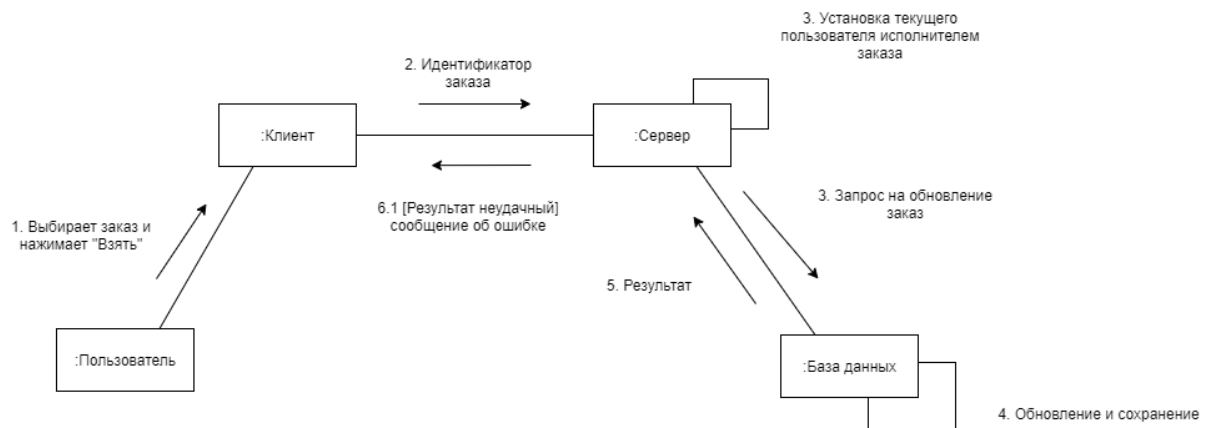 3. Установка текущего
пользователя исполнителем
заказа
2. Идентификатор
заказа
:Клиент
:Сервер
6.1 [Результат неудачный]
сообщение об ошибке
3. Запрос на обновление
заказ
1. Выбирает заказ и
нажимает "Взять"
5. Результат
:Пользователь
:База данных
4. Обновление и сохранение